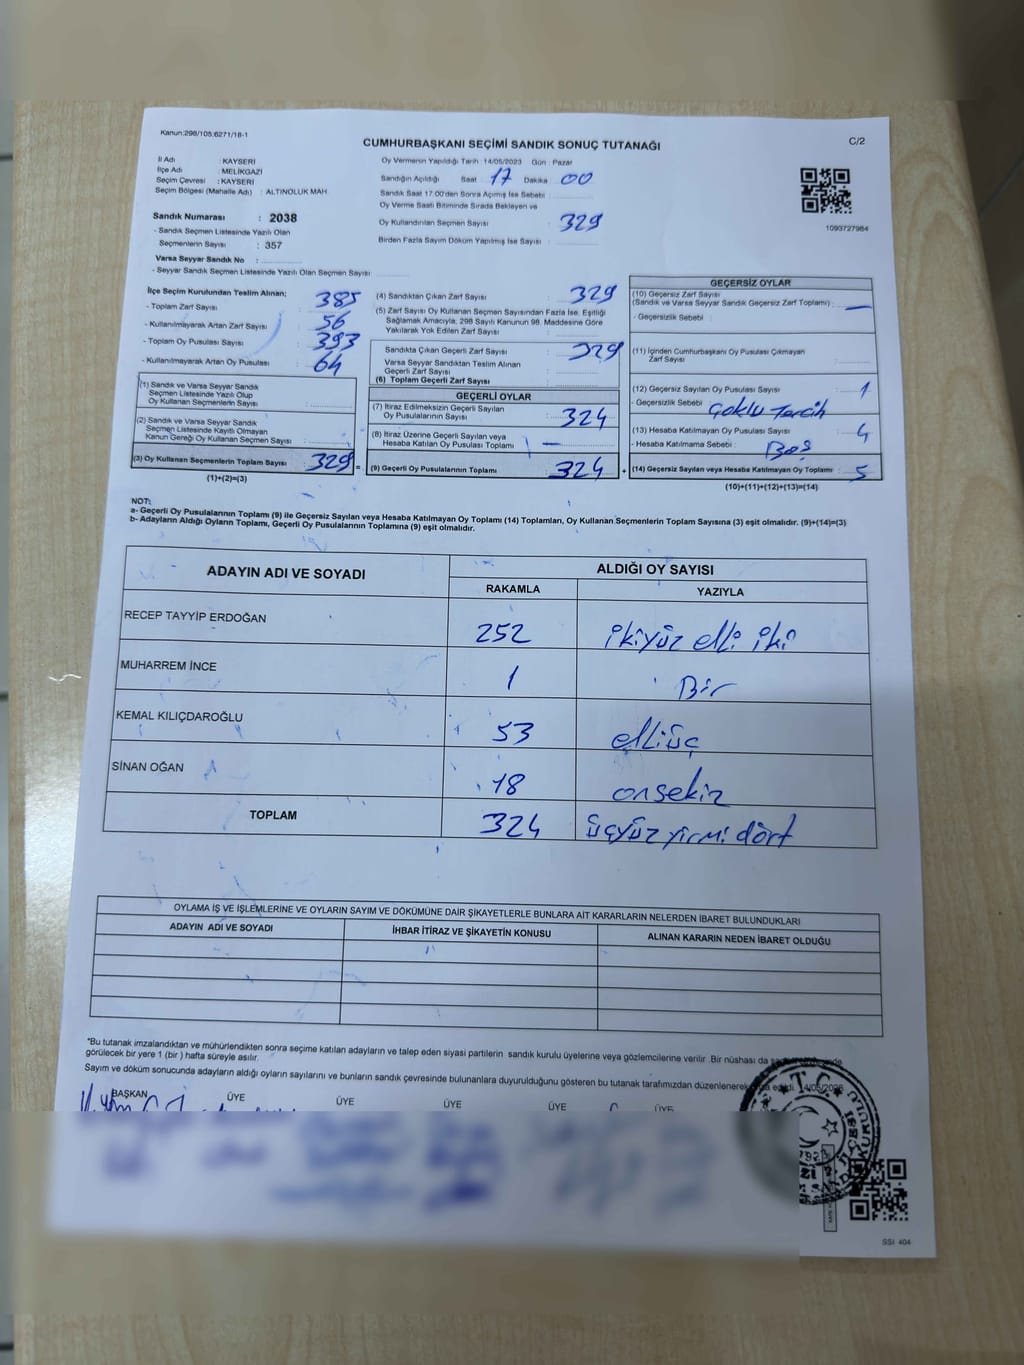 Kanun:298/105,6271/18-1
CUMHURBAŞKANI SEÇİMİ SANDIK SONUÇ TUTANAĞI
C/2
İl Adı : KAYSERİ
İlçe Adı : MELİKGAZİ
Seçim Çevresi : KAYSERİ
Seçim Bölgesi (Mahalle Adı) : ALTINOLUK MAH.
Sandık Numarası : 2038
- Sandık Seçmen Listesinde Yazılı Olan
Seçmenlerin Sayısı : 357
Varsa Seyyar Sandık No :
- Seyyar Sandık Seçmen Listesinde Yazılı Olan Seçmen Sayısı :
Oy Vermenin Yapıldığı Tarih :14/05/2023 Gün : Pazar
Sandığın Açıldığı Saat : 17 Dakika : 00
Sandık Saat 17.00'den Sonra Açılmış İse Sebebi :
Oy Verme Saati Bitiminde Sırada Bekleyen ve
Oy Kullandırılan Seçmen Sayısı : 329
Birden Fazla Sayım Döküm Yapılmış İse Sayısı :
1093727984
İlçe Seçim Kurulundan Teslim Alınan;
- Toplam Zarf Sayısı : 385
- Kullanılmayarak Artan Zarf Sayısı : 56
- Toplam Oy Pusulası Sayısı : 393
- Kullanılmayarak Artan Oy Pusulası : 64
(1) Sandık ve Varsa Seyyar Sandık
Seçmen Listesinde Yazılı Olup
Oy Kullanan Seçmenlerin Sayısı :
(2) Sandık ve Varsa Seyyar Sandık
Seçmen Listesinde Kayıtlı Olmayan
Kanun Gereği Oy Kullanan Seçmen Sayısı :
(3) Oy Kullanan Seçmenlerin Toplam Sayısı : 329 =
(1)+(2)=(3)
(4) Sandıktan Çıkan Zarf Sayısı : 329
(5) Zarf Sayısı Oy Kullanan Seçmen Sayısından Fazla İse, Eşitliği
Sağlamak Amacıyla, 298 Sayılı Kanunun 98. Maddesine Göre
Yakılarak Yok Edilen Zarf Sayısı :
Sandıkta Çıkan Geçerli Zarf Sayısı : 329
Varsa Seyyar Sandıktan Teslim Alınan
Geçerli Zarf Sayısı :
(6) Toplam Geçerli Zarf Sayısı :
GEÇERLİ OYLAR
(7) İtiraz Edilmeksizin Geçerli Sayılan
Oy Pusulalarının Sayısı : 324
(8) İtiraz Üzerine Geçerli Sayılan veya
Hesaba Katılan Oy Pusulası Toplamı : —
(9) Geçerli Oy Pusulalarının Toplamı : 324 +
GEÇERSİZ OYLAR
(10) Geçersiz Zarf Sayısı
(Sandık ve Varsa Seyyar Sandık Geçersiz Zarf Toplamı) : —
- Geçersizlik Sebebi :
(11) İçinden Cumhurbaşkanı Oy Pusulası Çıkmayan
Zarf Sayısı :
(12) Geçersiz Sayılan Oy Pusulası Sayısı : 1
- Geçersizlik Sebebi : Çoklu Tercih
(13) Hesaba Katılmayan Oy Pusulası Sayısı : 4
- Hesaba Katılmama Sebebi : Boş
(14) Geçersiz Sayılan veya Hesaba Katılmayan Oy Toplamı : 5
(10)+(11)+(12)+(13)=(14)
NOT:
a- Geçerli Oy Pusulalarının Toplamı (9) ile Geçersiz Sayılan veya Hesaba Katılmayan Oy Toplamı (14) Toplamları, Oy Kullanan Seçmenlerin Toplam Sayısına (3) eşit olmalıdır. (9)+(14)=(3)
b- Adayların Aldığı Oyların Toplamı, Geçerli Oy Pusulalarının Toplamına (9) eşit olmalıdır.
ADAYIN ADI VE SOYADI
ALDIĞI OY SAYISI
RAKAMLA YAZIYLA
RECEP TAYYİP ERDOĞAN 252 ikiyüz elli iki
MUHARREM İNCE 1 Bir
KEMAL KILIÇDAROĞLU 53 elliüç
SİNAN OĞAN 18 onsekiz
TOPLAM 324 üçyüz yirmi dört
OYLAMA İŞ VE İŞLEMLERİNE VE OYLARIN SAYIM VE DÖKÜMÜNE DAİR ŞİKAYETLERLE BUNLARA AİT KARARLARIN NELERDEN İBARET BULUNDUKLARI
ADAYIN ADI VE SOYADI İHBAR İTİRAZ VE ŞİKAYETİN KONUSU ALINAN KARARIN NEDEN İBARET OLDUĞU
"Bu tutanak imzalandıktan ve mühürlendikten sonra seçime katılan adayların ve talep eden siyasi partilerin sandık kurulu üyelerine veya gözlemcilerine verilir. Bir nüshası da
görülecek bir yere 1 (bir) hafta süreyle asılır.
Sayım ve döküm sonucunda adayların aldığı oyların sayılarını ve bunların sandık çevresinde bulunanlara duyurulduğunu gösteren bu tutanak tarafımızdan düzenlenerek
BAŞKAN ÜYE ÜYE ÜYE ÜYE ÜYE
T.C.
SSI 404